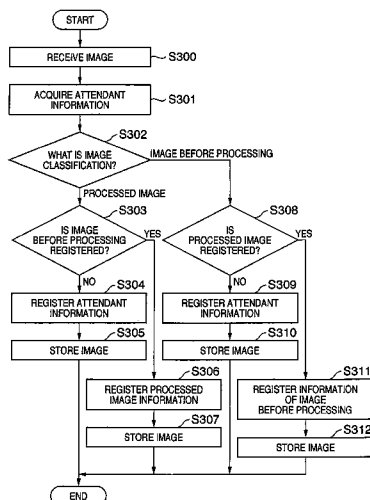 START
RECEIVE IMAGE
S300
ACQUIRE ATTENDANT
INFORMATION
S301
S302
WHAT IS IMAGE
CLASSIFICATION?
IMAGE BEFORE PROCESSING
PROCESSED IMAGE
S303
IS IMAGE
BEFORE PROCESSING
REGISTERED?
YES
NO
S308
IS
PROCESSED IMAGE
REGISTERED?
YES
NO
S304
REGISTER ATTENDANT
INFORMATION
S305
STORE IMAGE
S309
REGISTER ATTENDANT
INFORMATION
S310
STORE IMAGE
S306
REGISTER PROCESSED
IMAGE INFORMATION
S307
STORE IMAGE
S311
REGISTER INFORMATION
OF IMAGE
BEFORE PROCESSING
S312
STORE IMAGE
END